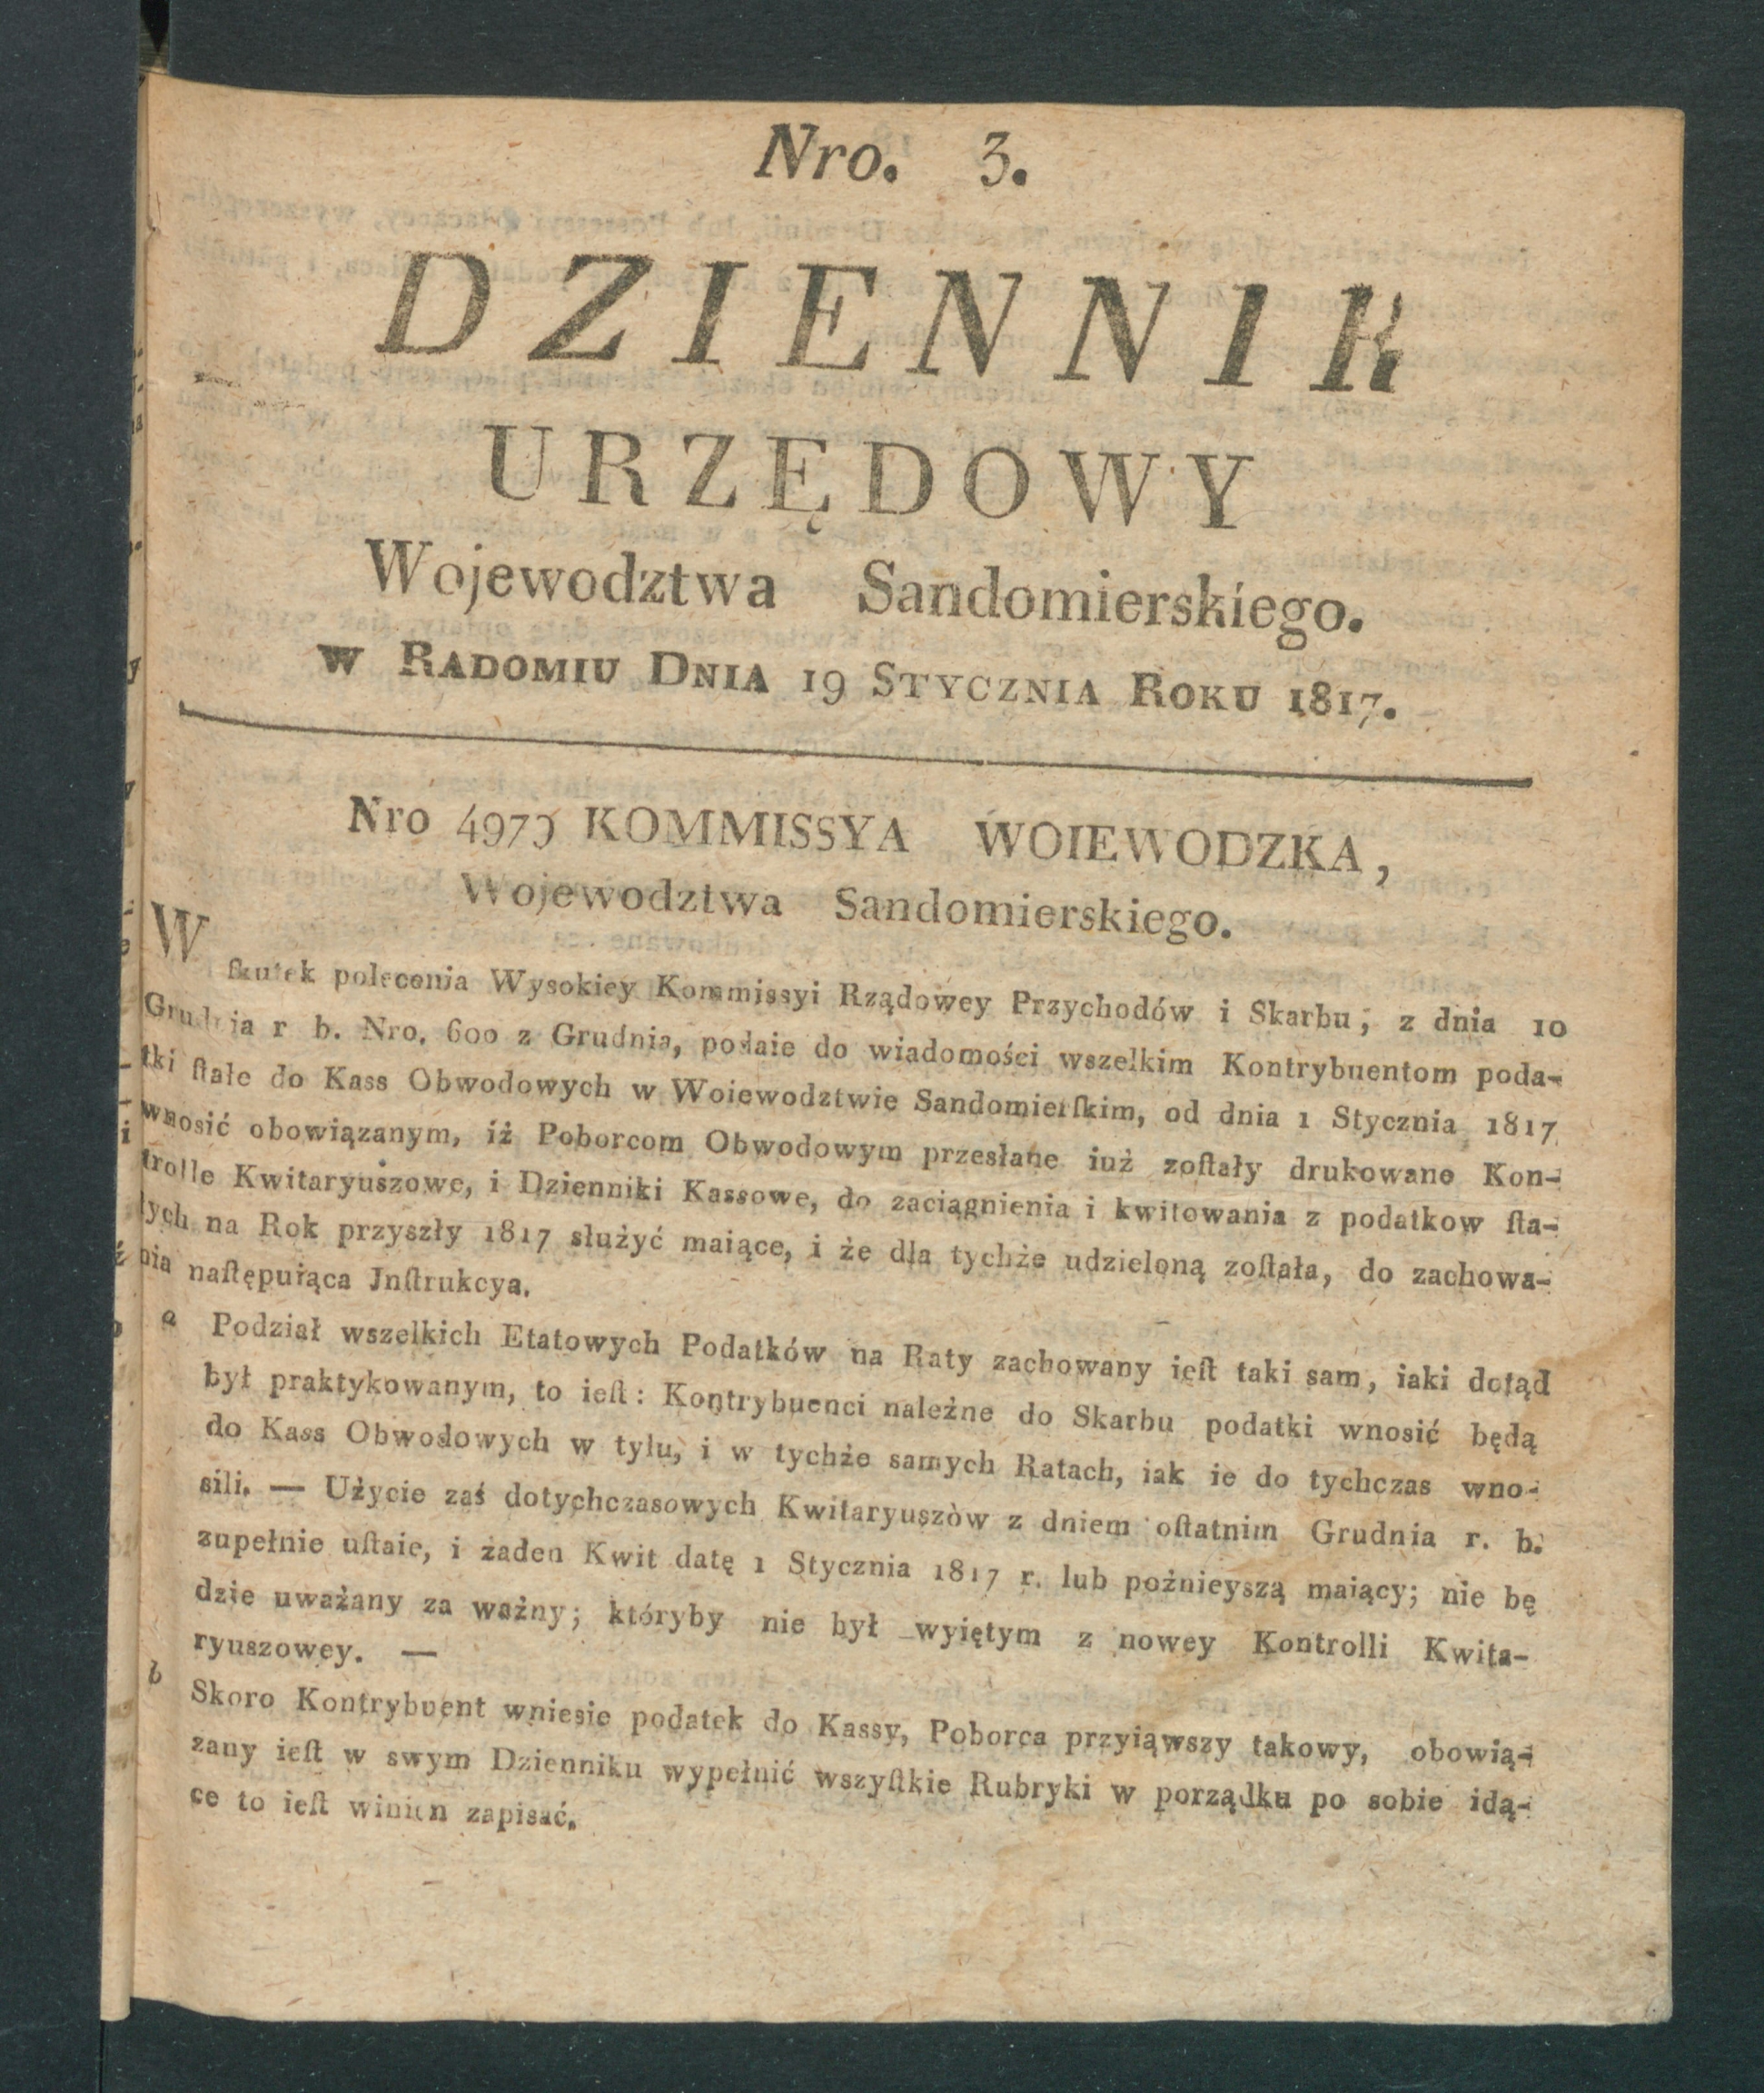 Nro. 3.
DZIENNIK
URZĘDOWY
Wojewodztwa Sandomierskiego.
w Radomiu Dnia 19 Stycznia Roku 1817.
Nro 4975 KOMMISSYA WOIEWODZKA,
Wojewodztwa Sandomierskiego.
W ſkutek polecenia Wysokiey Kommissyi Rządowey Przychodów i Skarbu, z dnia 10
Grudnia r b. Nro. 600 z Grudnia, podaie do wiadomości wszelkim Kontrybuentom poda-
tki ſtałe do Kass Obwodowych w Woiewodztwie Sandomierſkim, od dnia 1 Stycznia 1817
wnosić obowiązanym, iż Poborcom Obwodowym przesłane iuż zoſtały drukowane Kon-
trolle Kwitaryuszowe, i Dzienniki Kassowe, do zaciągnienia i kwitowania z podatkow ſta-
łych na Rok przyszły 1817 służyć maiące, i że dla tychże udzieloną zoſtała, do zachowa-
nia naſtępuiąca Jnſtrukcya.
a Podział wszelkich Etatowych Podatków na Raty zachowany ieſt taki sam, iaki dotąd
był praktykowanym, to ieſt: Kontrybuenci należne do Skarbu podatki wnosić będą
do Kass Obwodowych w tylu, i w tychże samych Ratach, iak ie do tychczas wno-
sili. — Użycie zaś dotychczasowych Kwitaryuszòw z dniem oſtatnim Grudnia r. b.
zupełnie uſtaie, i żaden Kwit datę 1 Stycznia 1817 r. lub pożnieyszą maiący; nie bę
dzie uważany za ważny; któryby nie był wyiętym z nowey Kontrolli Kwita-
ryuszowey. —
b Skoro Kontrybuent wniesie podatek do Kassy, Poborca przyiąwszy takowy, obowią-
zany ieſt w swym Dzienniku wypełnić wszyſtkie Rubryki w porządku po sobie idą-
ce to ieſt winien zapisać.